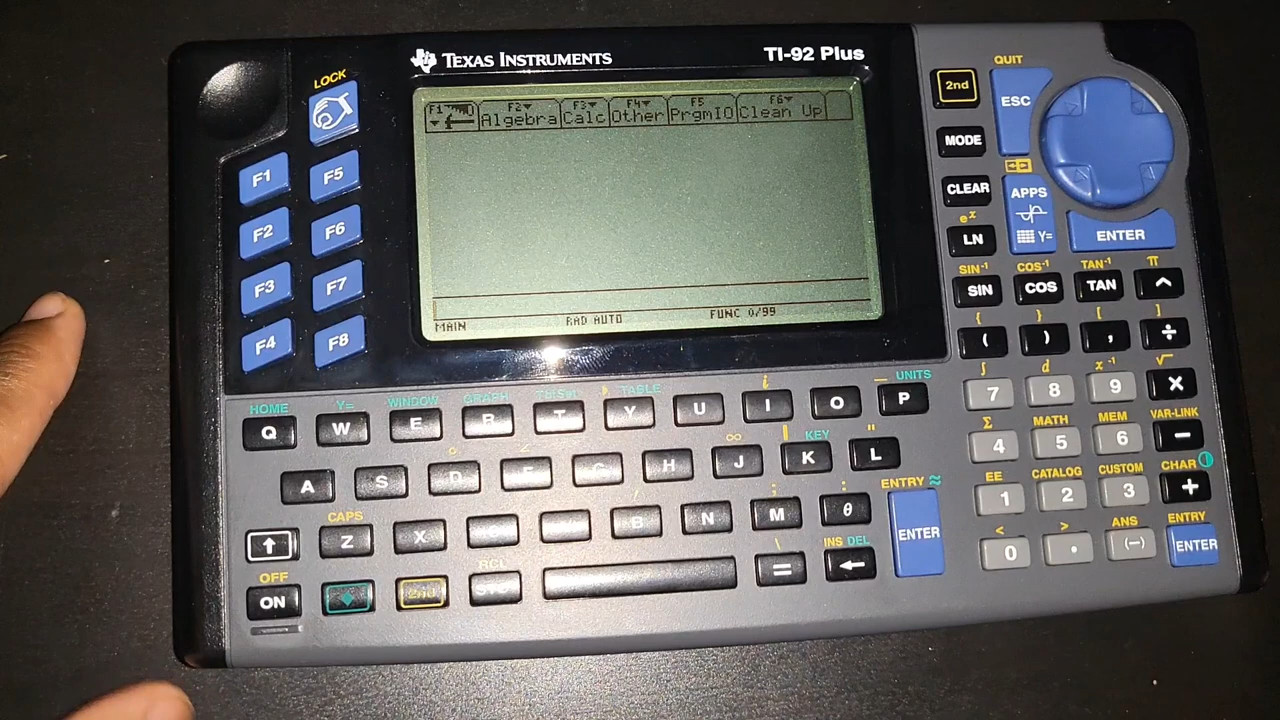 TEXAS INSTRUMENTS TI-92 Plus
LOCK
F1 F2 F3 F4 F5 F6
Algebra Calc Other PrgmIO Clean Up
MAIN RAD AUTO FUNC 0/99
F1 F5
F2 F6
F3 F7
F4 F8
QUIT
2nd ESC
MODE
CLEAR APPS
eˣ Y=
LN ENTER
SIN⁻¹ COS⁻¹ TAN⁻¹ π
SIN COS TAN ^
{ } [ ]
( ) , ÷
∫ d x⁻¹ √
7 8 9 ×
Σ MATH MEM VAR-LINK
4 5 6 −
EE CATALOG CUSTOM CHAR
1 2 3 +
< > ANS ENTRY
0 . (−) ENTER
HOME Y= WINDOW GRAPH TblSet TABLE i _ UNITS
Q W E R T Y U I O P
∞ | KEY "
A S D F G H J K L
CAPS ; : ENTRY ≈
↑ Z X B N M θ ENTER
OFF RCL \ INS DEL
ON ◆ 2nd STO = ←